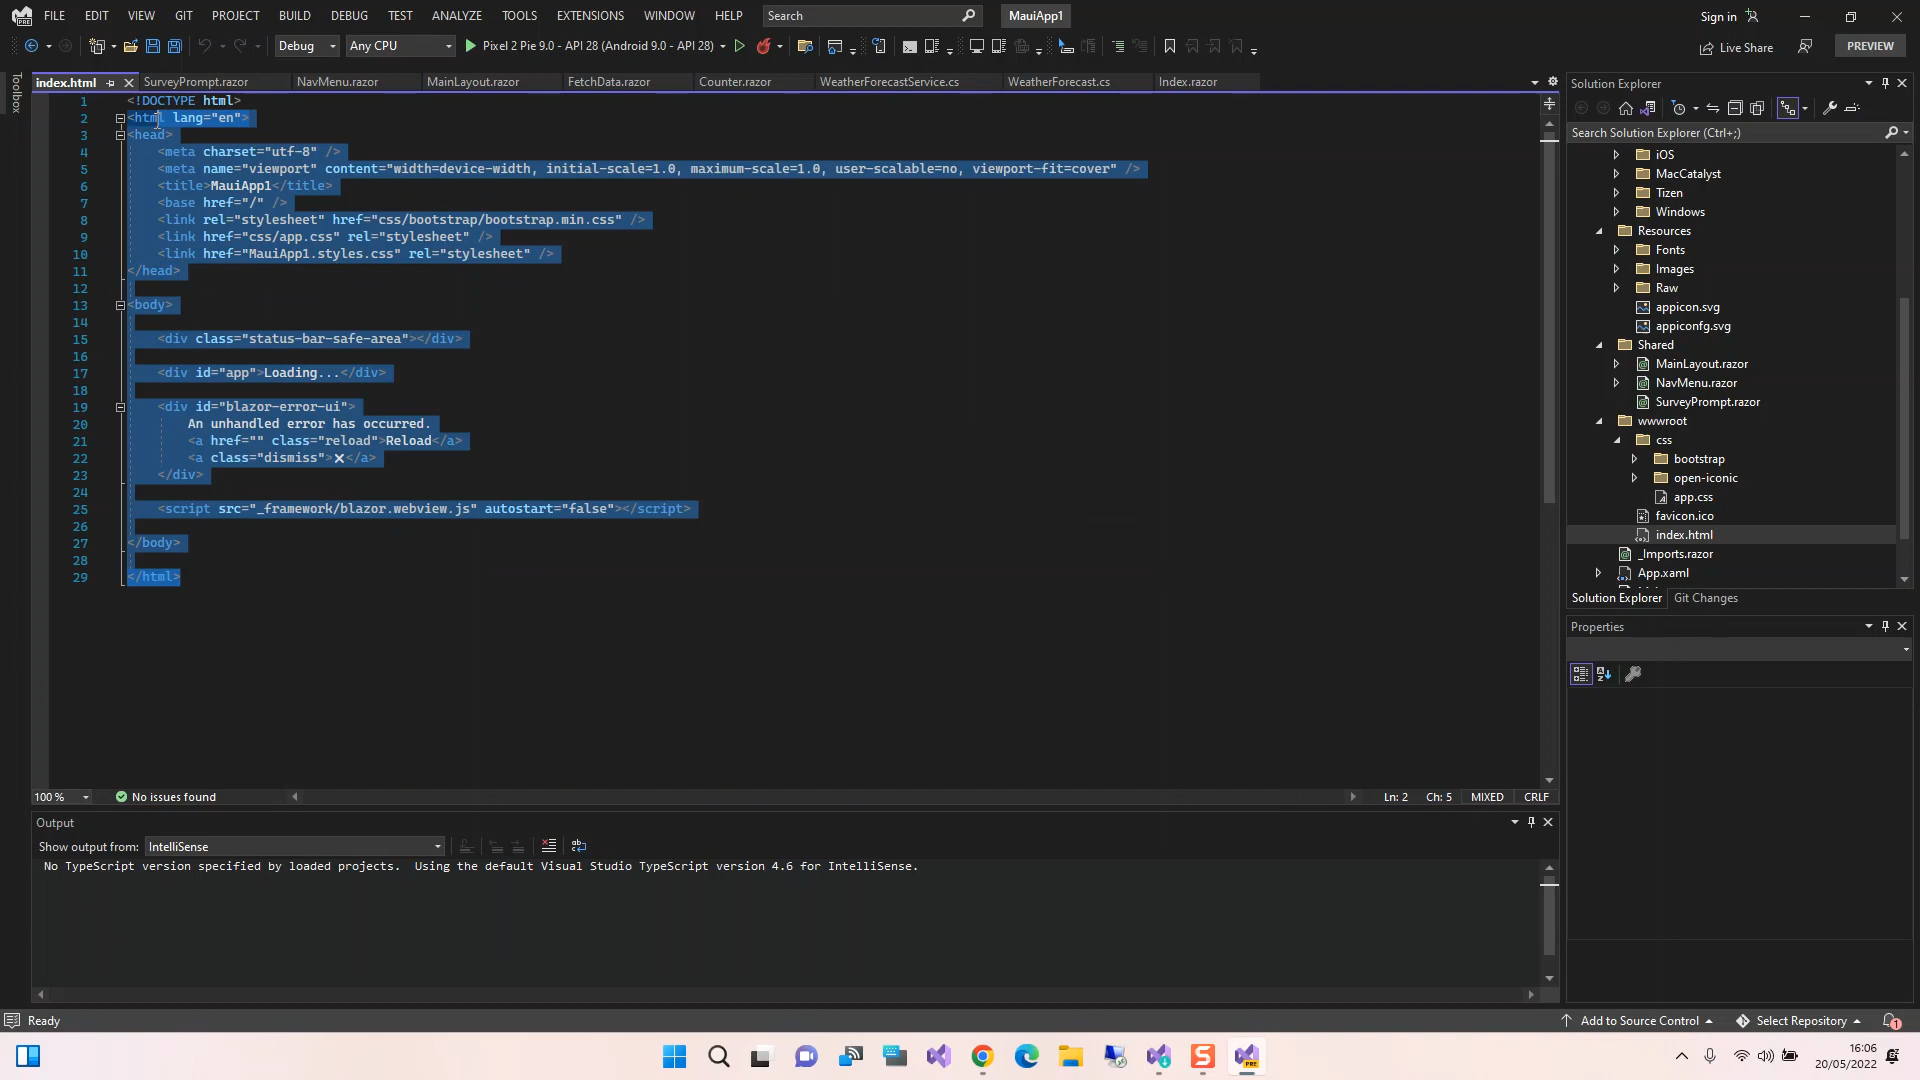 FILE EDIT VIEW GIT PROJECT BUILD DEBUG TEST ANALYZE TOOLS EXTENSIONS WINDOW HELP Search MauiApp1 Sign in
Debug Any CPU Pixel 2 Pie 9.0 - API 28 (Android 9.0 - API 28) Live Share PREVIEW
Toolbox
index.html SurveyPrompt.razor NavMenu.razor MainLayout.razor FetchData.razor Counter.razor WeatherForecastService.cs WeatherForecast.cs Index.razor
1 <!DOCTYPE html>
2 <html lang="en">
3 <head>
4 <meta charset="utf-8" />
5 <meta name="viewport" content="width=device-width, initial-scale=1.0, maximum-scale=1.0, user-scalable=no, viewport-fit=cover" />
6 <title>MauiApp1</title>
7 <base href="/" />
8 <link rel="stylesheet" href="css/bootstrap/bootstrap.min.css" />
9 <link href="css/app.css" rel="stylesheet" />
10 <link href="MauiApp1.styles.css" rel="stylesheet" />
11 </head>
12
13 <body>
14
15 <div class="status-bar-safe-area"></div>
16
17 <div id="app">Loading...</div>
18
19 <div id="blazor-error-ui">
20 An unhandled error has occurred.
21 <a href="" class="reload">Reload</a>
22 <a class="dismiss">🗙</a>
23 </div>
24
25 <script src="_framework/blazor.webview.js" autostart="false"></script>
26
27 </body>
28
29 </html>
100 % No issues found Ln: 2 Ch: 5 MIXED CRLF
Output
Show output from: IntelliSense
No TypeScript version specified by loaded projects.  Using the default Visual Studio TypeScript version 4.6 for IntelliSense.
Solution Explorer
Search Solution Explorer (Ctrl+;)
iOS
MacCatalyst
Tizen
Windows
Resources
Fonts
Images
Raw
appicon.svg
appiconfg.svg
Shared
MainLayout.razor
NavMenu.razor
SurveyPrompt.razor
wwwroot
css
bootstrap
open-iconic
app.css
favicon.ico
index.html
_Imports.razor
App.xaml
Solution Explorer Git Changes
Properties
Ready Add to Source Control Select Repository 1
16:06
20/05/2022